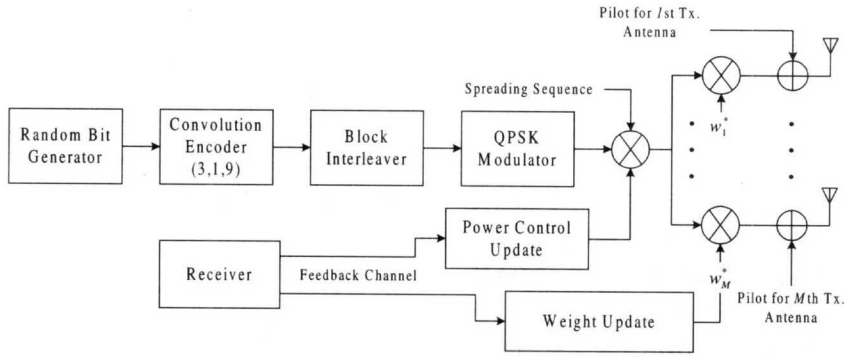 Pilot for 1st Tx.
Antenna
Spreading Sequence
Random Bit
Generator
Convolution
Encoder
(3,1,9)
Block
Interleaver
QPSK
Modulator
w₁*
Receiver
Feedback Channel
Power Control
Update
Weight Update
w_M*
Pilot for Mth Tx.
Antenna